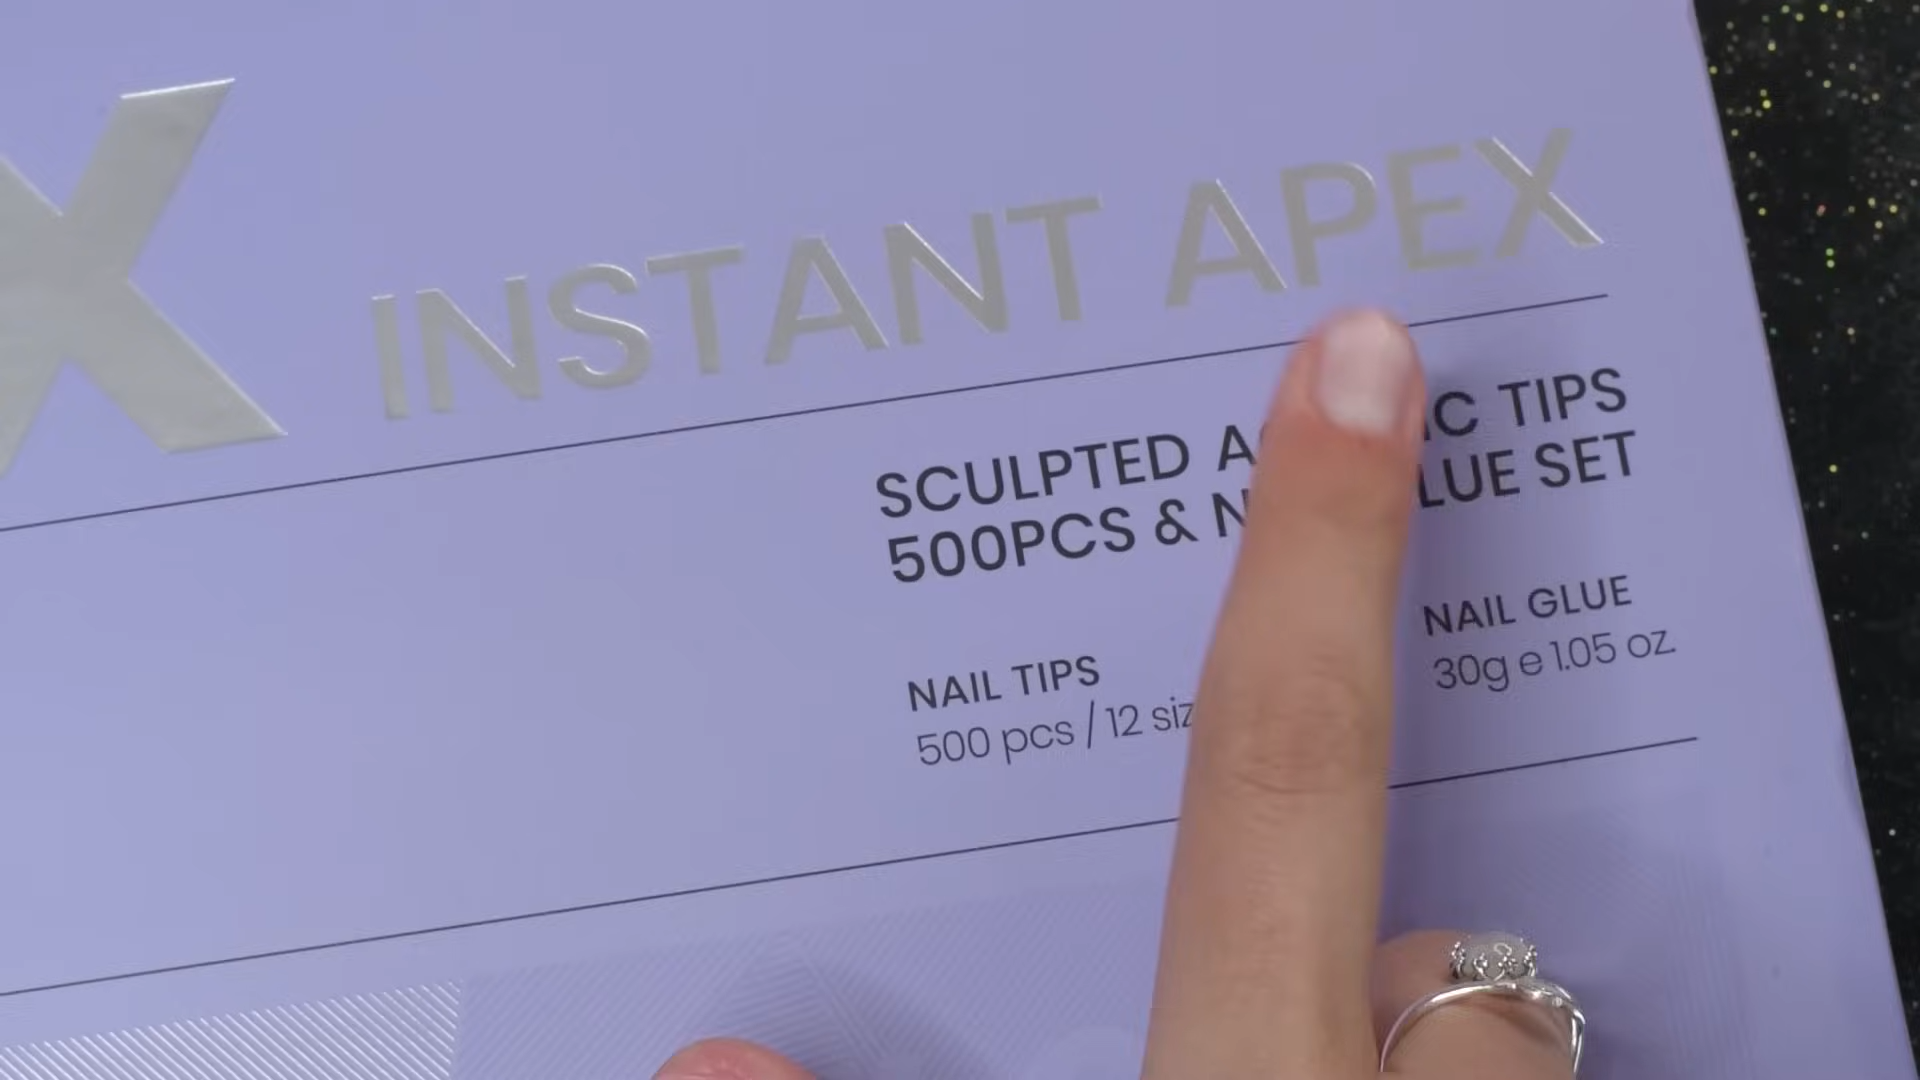 X INSTANT APEX
SCULPTED A IC TIPS
500PCS & N LUE SET
NAIL TIPS
500 pcs / 12 siz
NAIL GLUE
30g e 1.05 oz.